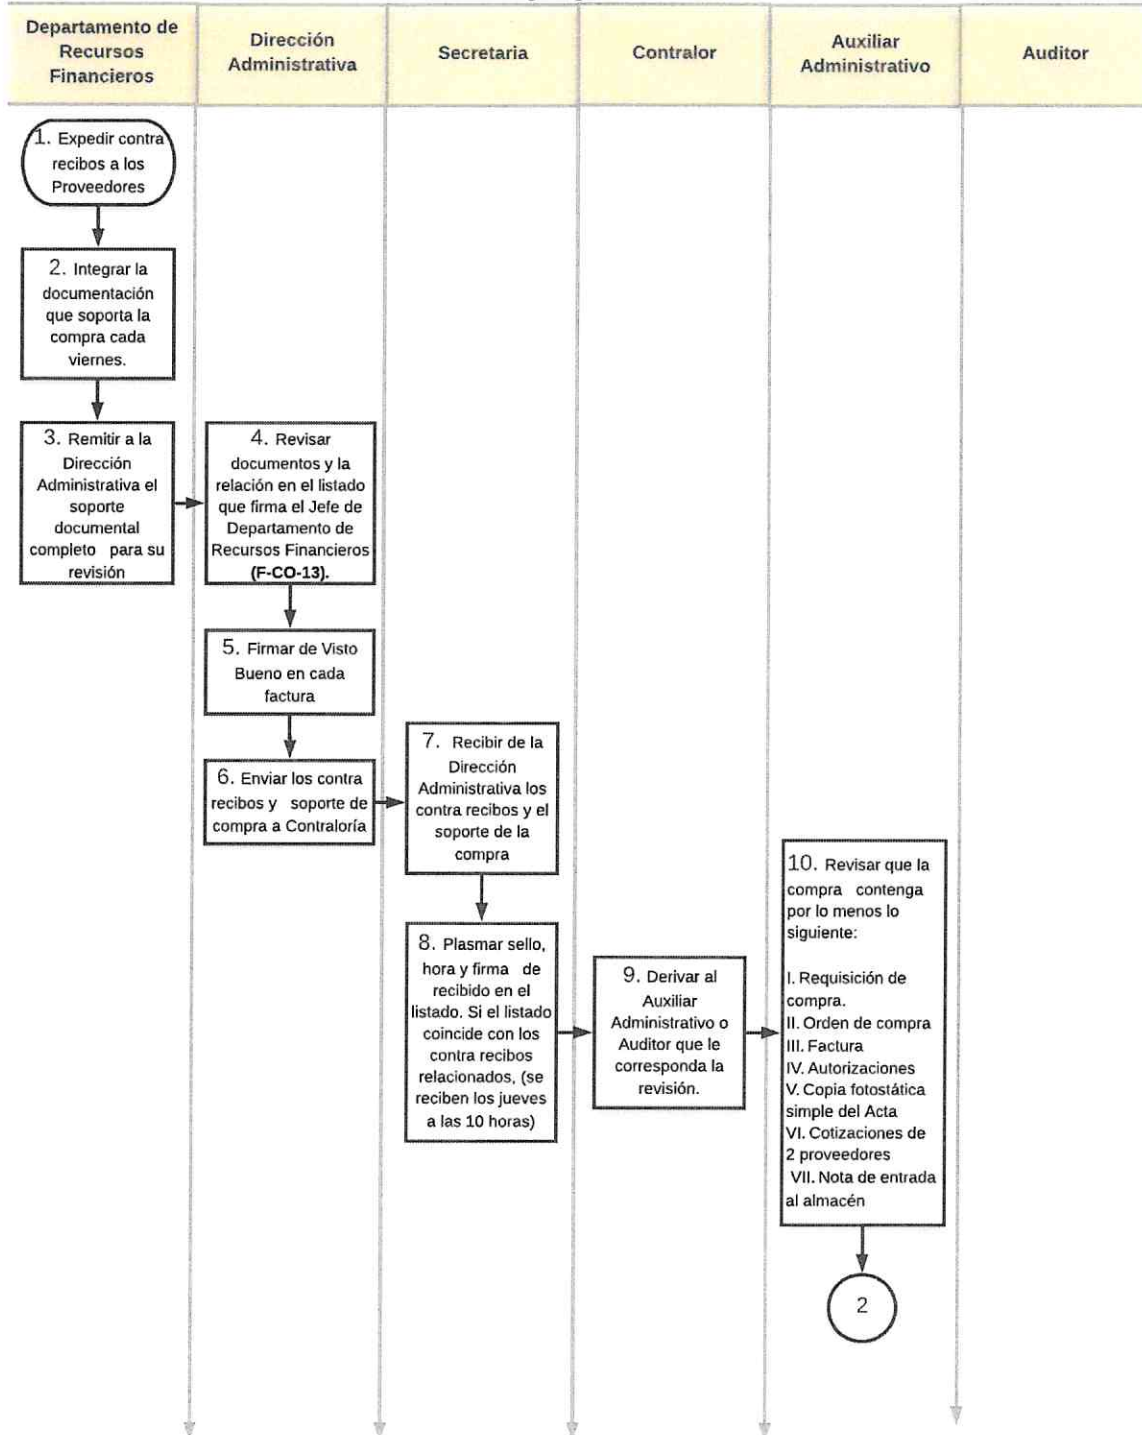 Departamento de
Recursos
Financieros
Dirección
Administrativa
Secretaria
Contralor
Auxiliar
Administrativo
Auditor
1. Expedir contra
recibos a los
Proveedores
2. Integrar la
documentación
que soporta la
compra cada
viernes.
3. Remitir a la
Dirección
Administrativa el
soporte
documental
completo para su
revisión
4. Revisar
documentos y la
relación en el listado
que firma el Jefe de
Departamento de
Recursos Financieros
(F-CO-13).
5. Firmar de Visto
Bueno en cada
factura
6. Enviar los contra
recibos y soporte de
compra a Contraloría
7. Recibir de la
Dirección
Administrativa los
contra recibos y el
soporte de la
compra
8. Plasmar sello,
hora y firma de
recibido en el
listado. Si el listado
coincide con los
contra recibos
relacionados, (se
reciben los jueves
a las 10 horas)
9. Derivar al
Auxiliar
Administrativo o
Auditor que le
corresponda la
revisión.
10. Revisar que la
compra contenga
por lo menos lo
siguiente:
I. Requisición de
compra.
II. Orden de compra
III. Factura
IV. Autorizaciones
V. Copia fotostática
simple del Acta
VI. Cotizaciones de
2 proveedores
VII. Nota de entrada
al almacén
2